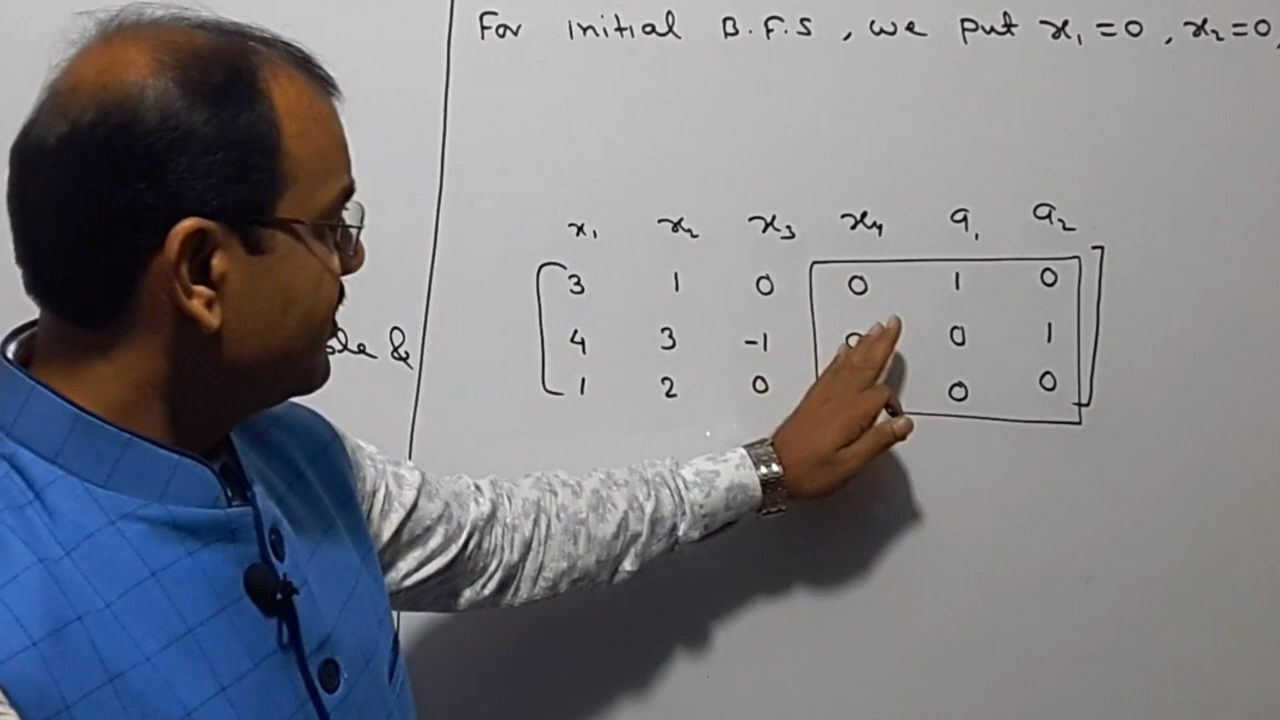 For initial B.F.S, we put x₁=0, x₂=0,
x₁ x₂ x₃ x₄ a₁ a₂
3 1 0 0 1 0
4 3 -1 0 0 1
1 2 0 0 0
&